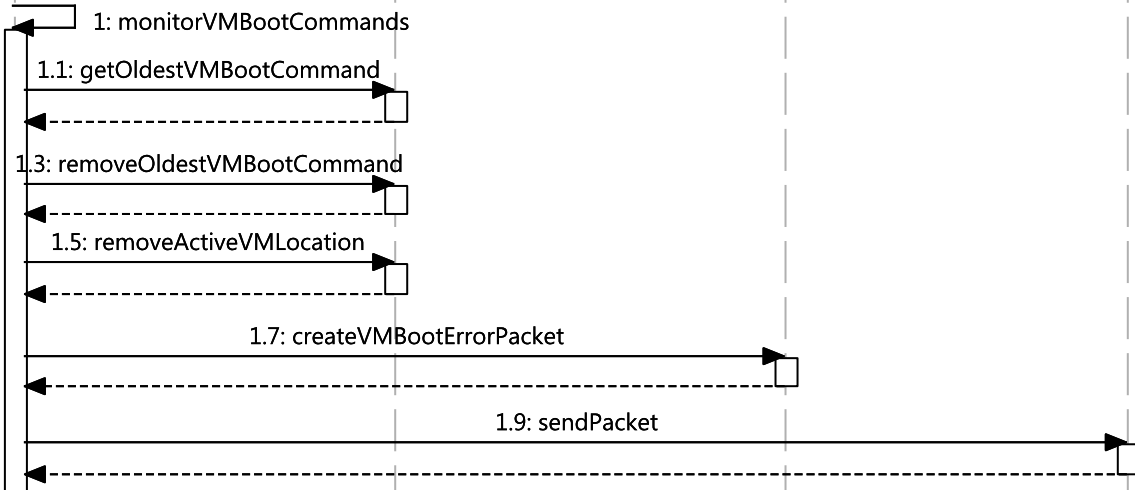 1: monitorVMBootCommands
1.1: getOldestVMBootCommand
1.3: removeOldestVMBootCommand
1.5: removeActiveVMLocation
1.7: createVMBootErrorPacket
1.9: sendPacket